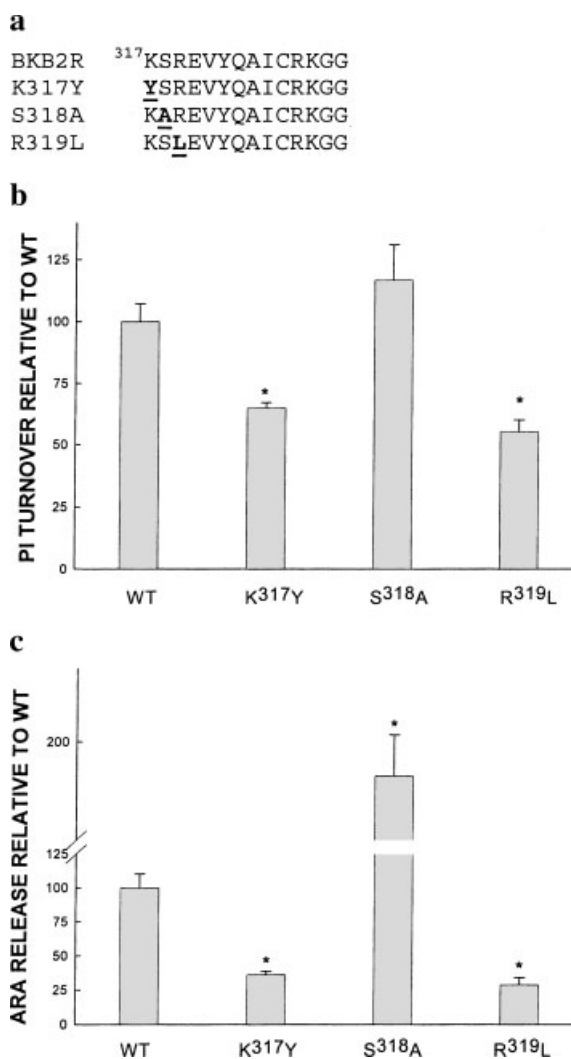 a
BKB2R 317KSREVYQAICRKGG
K317Y YSREVYQAICRKGG
S318A KAREVYQAICRKGG
R319L KSLEVYQAICRKGG
b
PI TURNOVER RELATIVE TO WT
125
100
75
50
25
0
*
*
WT K317Y S318A R319L
c
ARA RELEASE RELATIVE TO WT
200
125
100
75
50
25
0
*
*
*
WT K317Y S318A R319L